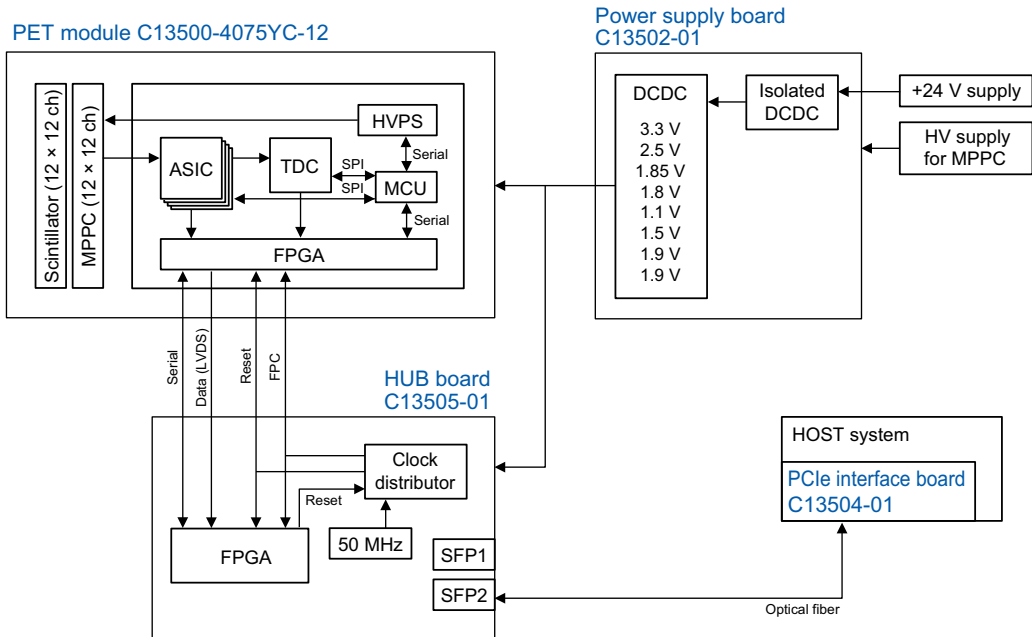 PET module C13500-4075YC-12
Scintillator (12 × 12 ch)
MPPC (12 × 12 ch)
HVPS
ASIC
TDC
MCU
Serial
SPI
SPI
Serial
FPGA
Power supply board
C13502-01
DCDC
3.3 V
2.5 V
1.85 V
1.8 V
1.1 V
1.5 V
1.9 V
1.9 V
Isolated
DCDC
+24 V supply
HV supply
for MPPC
Serial
Data (LVDS)
Reset
FPC
HUB board
C13505-01
Clock
distributor
Reset
50 MHz
FPGA
SFP1
SFP2
HOST system
PCIe interface board
C13504-01
Optical fiber